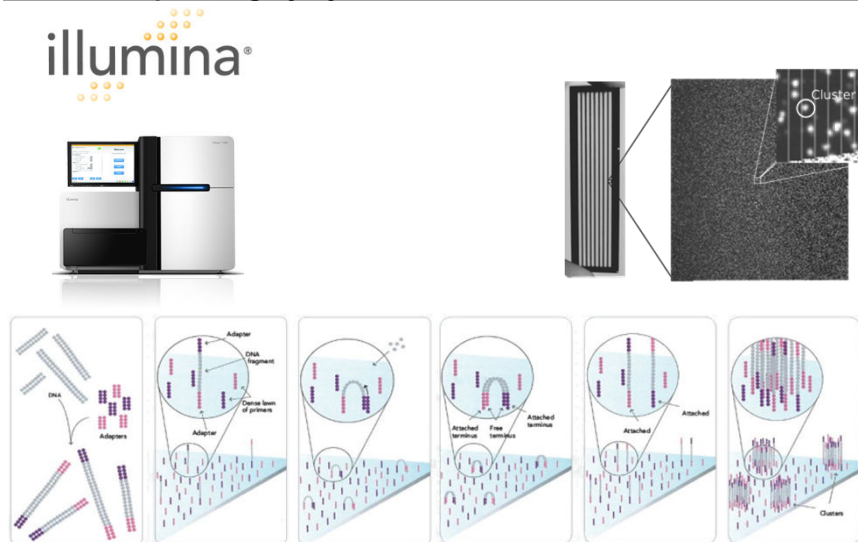 illumina®
Cluster
DNA
Adapters
Adapter
DNA
fragment
Dense lawn
of primers
Adapter
Attached
terminus
Free
terminus
Attached
terminus
Attached
Attached
Clusters